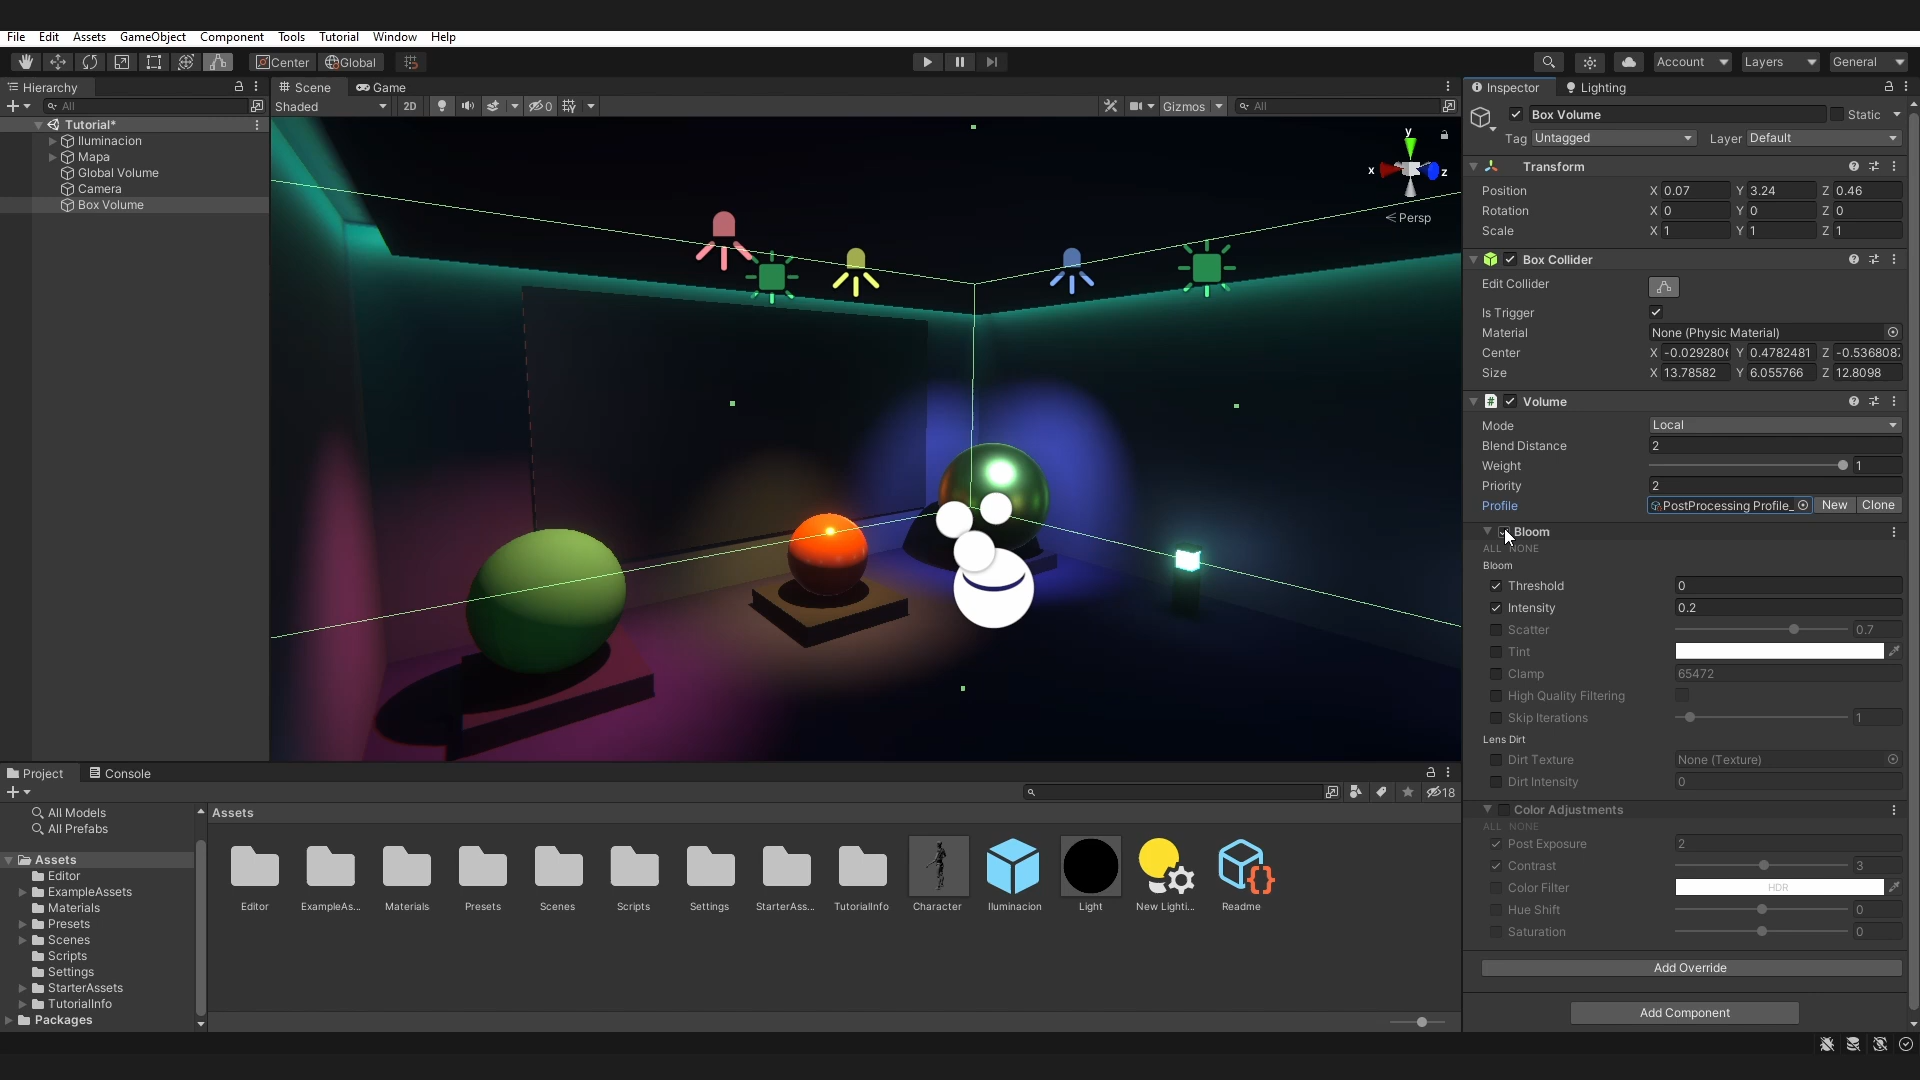 File Edit Assets GameObject Component Tools Tutorial Window Help
Center Global Account Layers General
Hierarchy
All
Tutorial*
Iluminacion
Mapa
Global Volume
Camera
Box Volume
Scene Game
Shaded 2D 0 Gizmos All
y
x z
Persp
Inspector Lighting
Box Volume Static
Tag Untagged Layer Default
Transform
Position X 0.07 Y 3.24 Z 0.46
Rotation X 0 Y 0 Z 0
Scale X 1 Y 1 Z 1
Box Collider
Edit Collider
Is Trigger
Material None (Physic Material)
Center X -0.0292806 Y 0.4782481 Z -0.5368087
Size X 13.78582 Y 6.055766 Z 12.8098
# Volume
Mode Local
Blend Distance 2
Weight 1
Priority 2
Profile PostProcessing Profile_ New Clone
Bloom
ALL NONE
Bloom
Threshold 0
Intensity 0.2
Scatter 0.7
Tint
Clamp 65472
High Quality Filtering
Skip Iterations 1
Lens Dirt
Dirt Texture None (Texture)
Dirt Intensity 0
Color Adjustments
ALL NONE
Post Exposure 2
Contrast 3
Color Filter HDR
Hue Shift 0
Saturation 0
Add Override
Add Component
Project Console
18
All Models
All Prefabs
Assets
Editor
ExampleAssets
Materials
Presets
Scenes
Scripts
Settings
StarterAssets
TutorialInfo
Packages
Assets
Editor ExampleAs... Materials Presets Scenes Scripts Settings StarterAss... TutorialInfo Character Iluminacion Light New Lighti... Readme